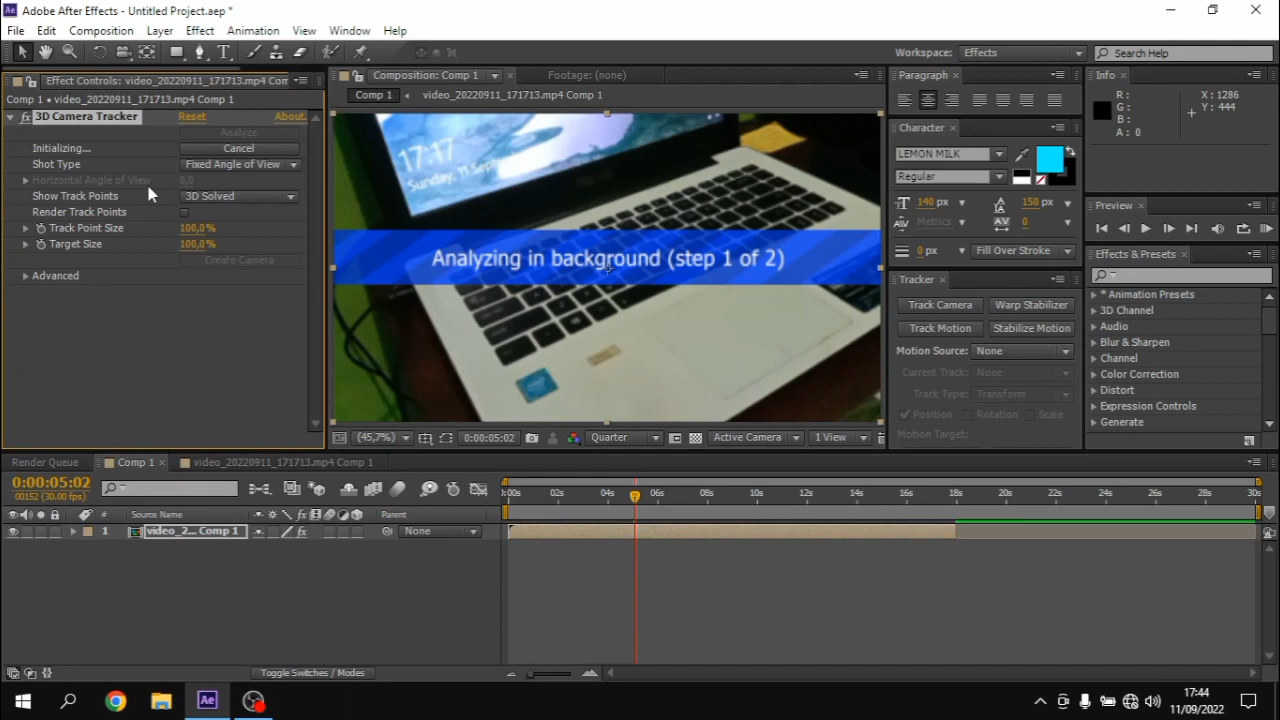 Adobe After Effects - Untitled Project.aep *
File Edit Composition Layer Effect Animation View Window Help
Workspace: Effects Search Help
Effect Controls: video_20220911_171713.mp4 Com
Comp 1 • video_20220911_171713.mp4 Comp 1
fx 3D Camera Tracker Reset About.
Analyze
Initializing... Cancel
Shot Type Fixed Angle of View
Horizontal Angle of View 0.0
Show Track Points 3D Solved
Render Track Points
Track Point Size 100,0%
Target Size 100,0%
Create Camera
Advanced
Composition: Comp 1 Footage: (none)
Comp 1 video_20220911_171713.mp4 Comp 1
17:17
Sunday, 11 September
Analyzing in background (step 1 of 2)
(45,7%) 0:00:05:02 Quarter Active Camera 1 View
Paragraph
Character
LEMON MILK
Regular
140 px 150 px
Metrics 0
0 px Fill Over Stroke
Tracker
Track Camera Warp Stabilizer
Track Motion Stabilize Motion
Motion Source: None
Current Track: None
Track Type: Transform
Position Rotation Scale
Motion Target:
Info
R: X: 1286
G: Y: 444
B:
A: 0
Preview
Effects & Presets
* Animation Presets
3D Channel
Audio
Blur & Sharpen
Channel
Color Correction
Distort
Expression Controls
Generate
Render Queue Comp 1 video_20220911_171713.mp4 Comp 1
0:00:05:02
00152 (30.00 fps)
:00s 02s 04s 06s 08s 10s 12s 14s 16s 18s 20s 22s 24s 26s 28s 30s
# Source Name fx Parent
1 video_2... Comp 1 fx None
Toggle Switches / Modes
Ae
17:44
11/09/2022